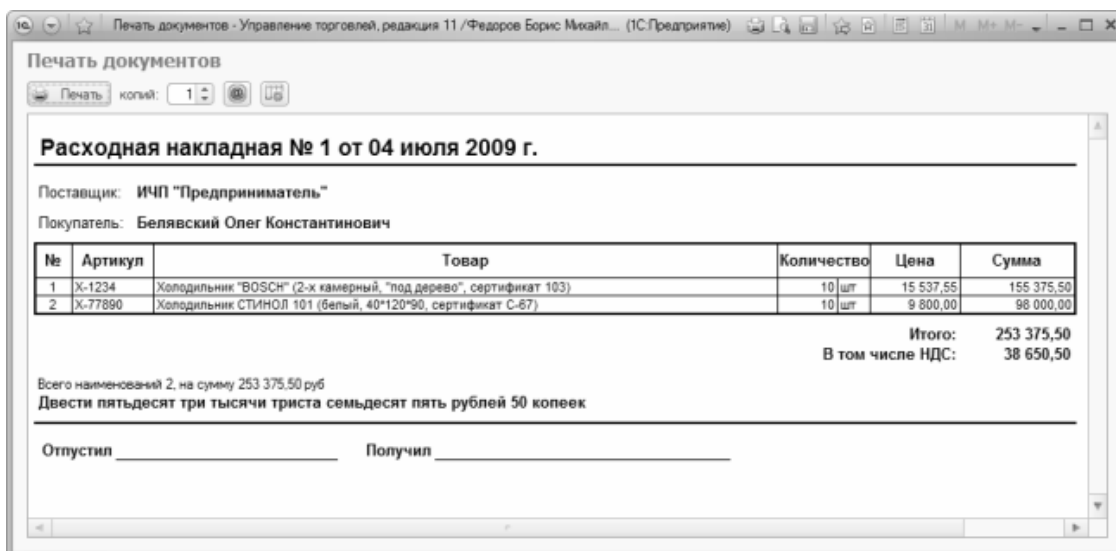 Печать документов - Управление торговлей, редакция 11 /Федоров Борис Михайл... (1С:Предприятие) M M+ M-
Печать документов
Печать копий: 1
Расходная накладная № 1 от 04 июля 2009 г.
Поставщик: ИЧП "Предприниматель"
Покупатель: Белявский Олег Константинович
№ Артикул Товар Количество Цена Сумма
1 X-1234 Холодильник "BOSCH" (2-х камерный, "под дерево", сертификат 103) 10 шт 15 537,55 155 375,50
2 X-77890 Холодильник СТИНОЛ 101 (белый, 40*120*90, сертификат С-67) 10 шт 9 800,00 98 000,00
Итого: 253 375,50
В том числе НДС: 38 650,50
Всего наименований 2, на сумму 253 375,50 руб
Двести пятьдесят три тысячи триста семьдесят пять рублей 50 копеек
Отпустил Получил